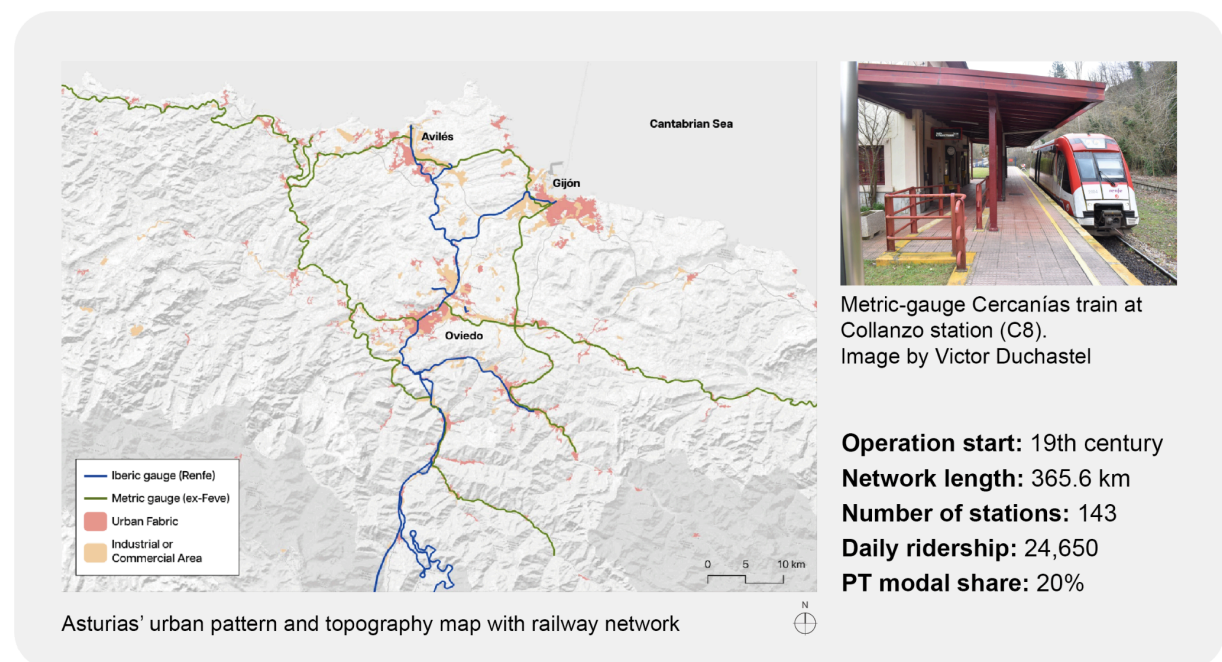 Cantabrian Sea
Avilés
Gijón
Oviedo
Iberic gauge (Renfe)
Metric gauge (ex-Feve)
Urban Fabric
Industrial or
Commercial Area
0 5 10 km
N
Asturias’ urban pattern and topography map with railway network
Metric-gauge Cercanías train at
Collanzo station (C8).
Image by Victor Duchastel
Operation start: 19th century
Network length: 365.6 km
Number of stations: 143
Daily ridership: 24,650
PT modal share: 20%